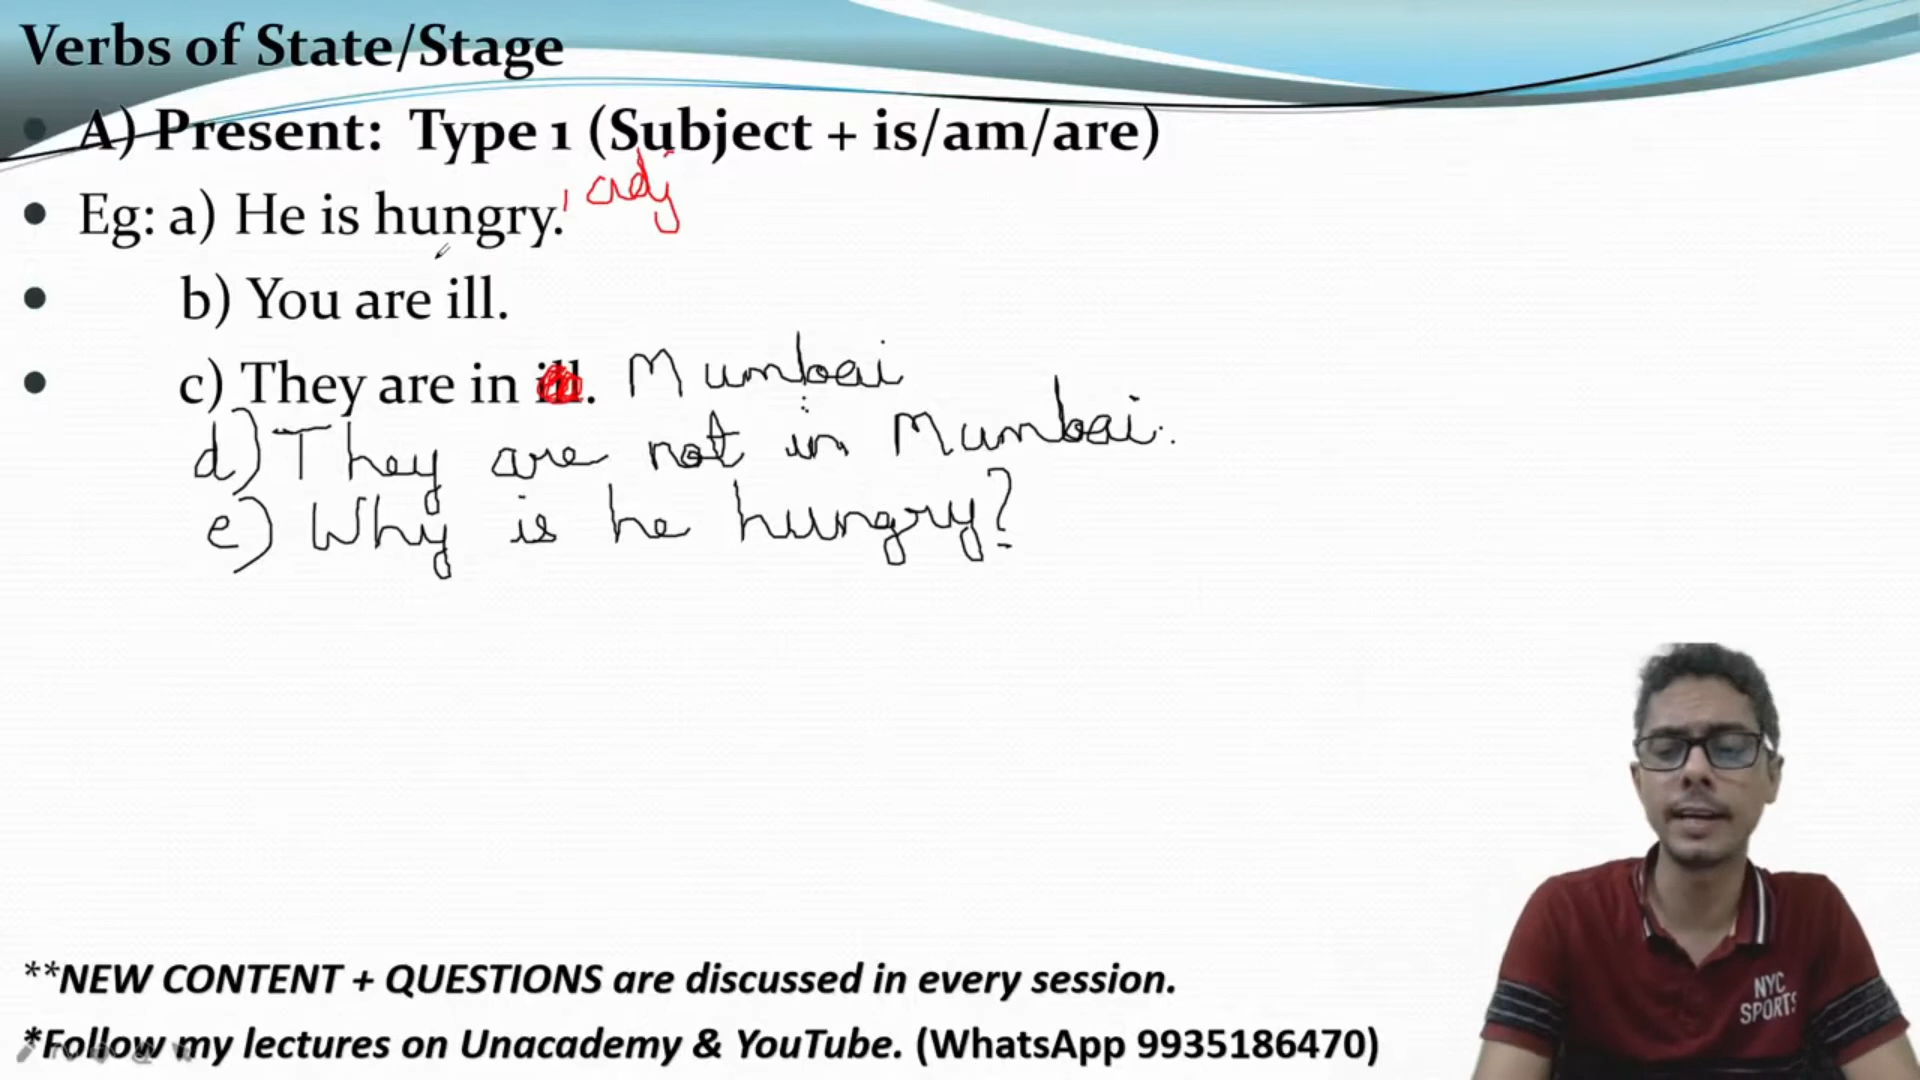 Verbs of State/Stage
A) Present: Type 1 (Subject + is/am/are)
Eg: a) He is hungry. adj
b) You are ill.
c) They are in ill. Mumbai
d) They are not in Mumbai.
e) Why is he hungry?
NYC
SPORTS
**NEW CONTENT + QUESTIONS are discussed in every session.
*Follow my lectures on Unacademy & YouTube. (WhatsApp 9935186470)